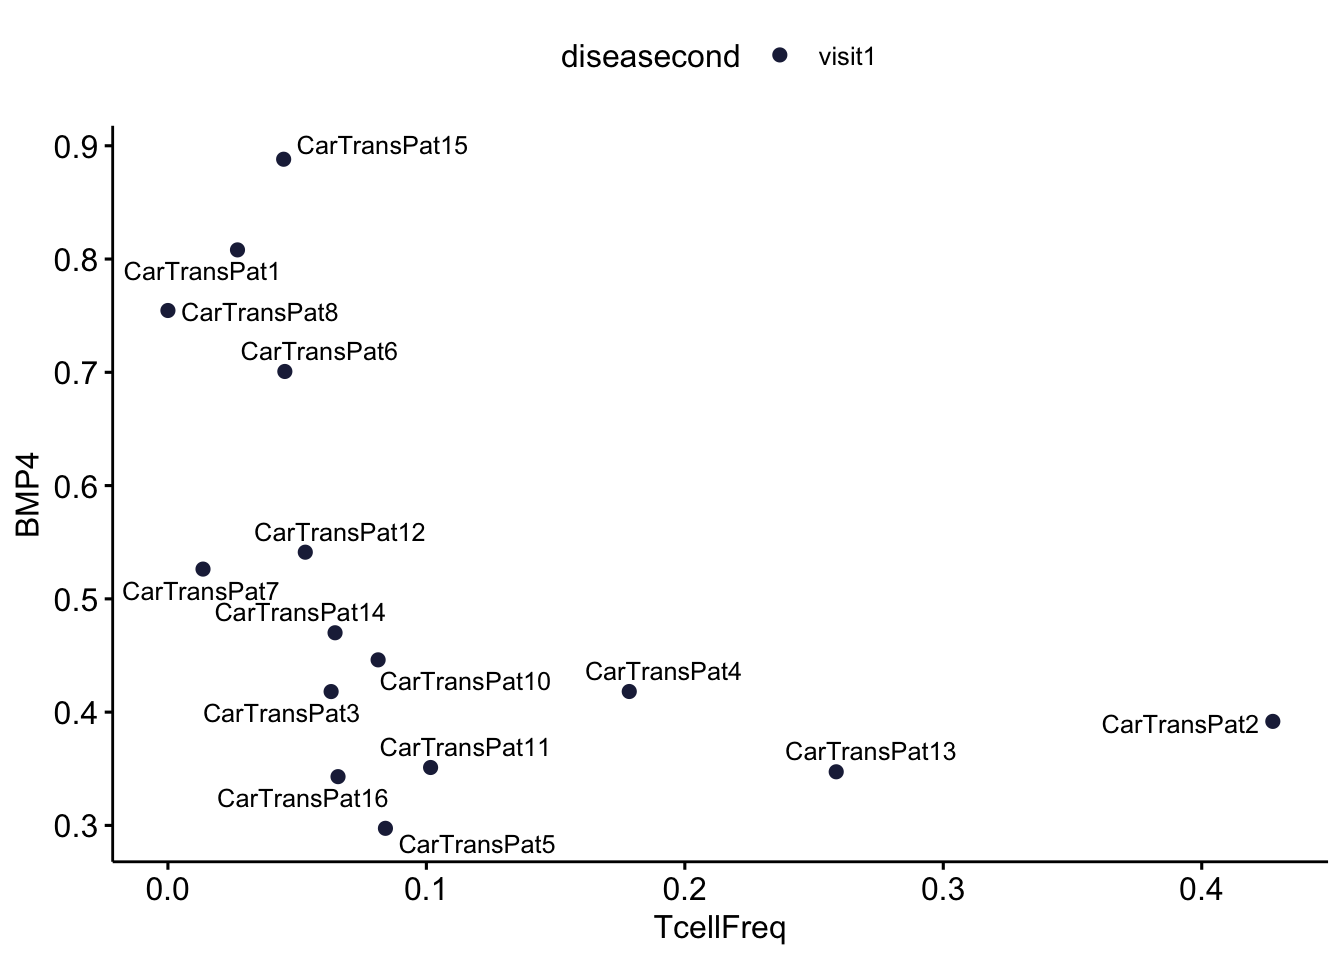 diseasecond visit1
0.9
CarTransPat15
0.8
CarTransPat1
CarTransPat8
CarTransPat6
0.7
BMP4
0.6
CarTransPat12
CarTransPat7
0.5
CarTransPat14
CarTransPat10
CarTransPat4
CarTransPat3
0.4
CarTransPat2
CarTransPat11
CarTransPat13
CarTransPat16
0.3
CarTransPat5
0.0 0.1 0.2 0.3 0.4
TcellFreq